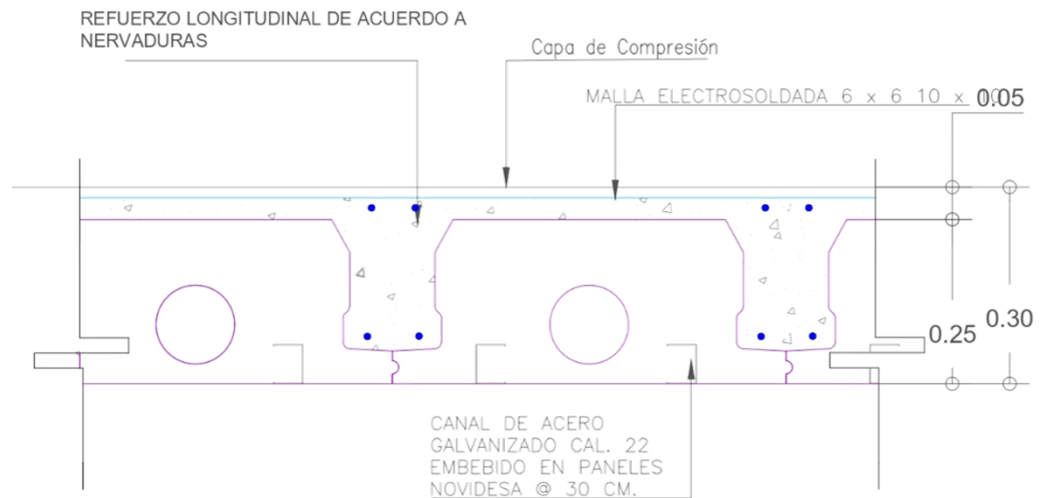 REFUERZO LONGITUDINAL DE ACUERDO A
NERVADURAS
Capa de Compresión
MALLA ELECTROSOLDADA 6 x 6 10 x
0.05
0.25
0.30
CANAL DE ACERO
GALVANIZADO CAL. 22
EMBEBIDO EN PANELES
NOVIDESA @ 30 CM.